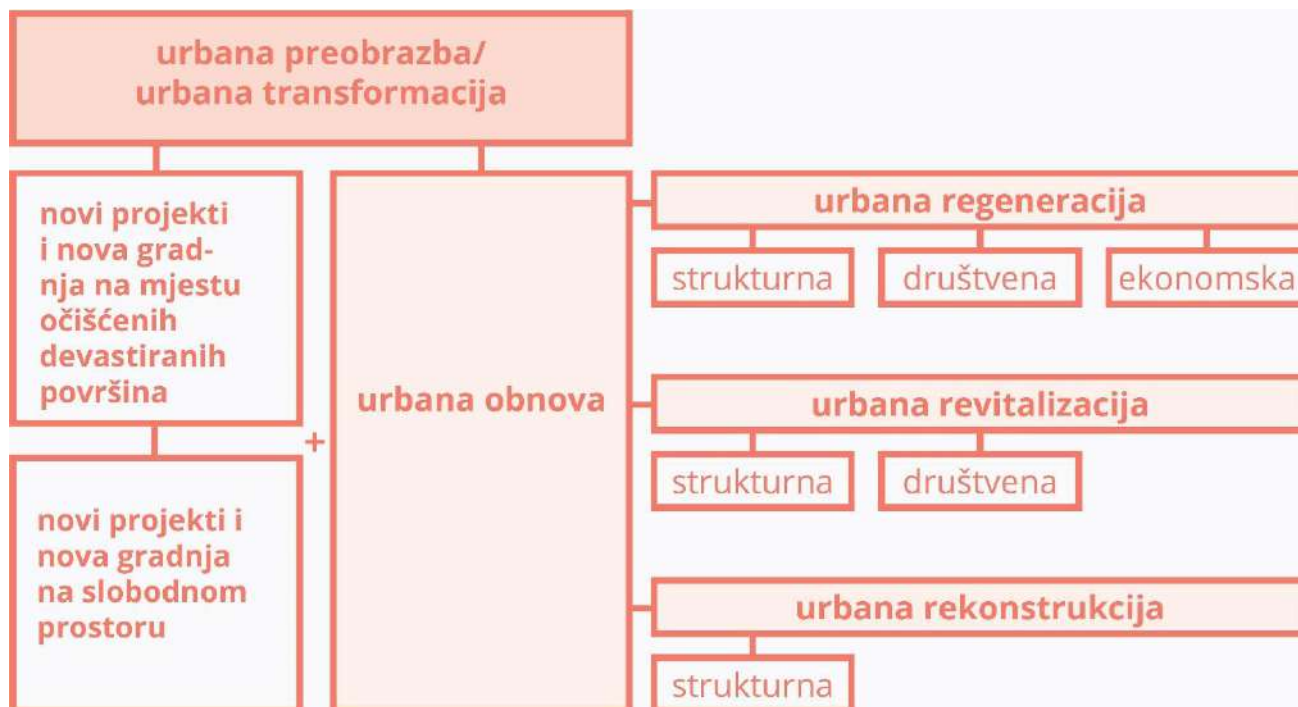 urbana preobrazba/
urbana transformacija
novi projekti
i nova grad-
nja na mjestu
očišćenih
devastiranih
površina
+
novi projekti i
nova gradnja
na slobodnom
prostoru
urbana obnova
urbana regeneracija
strukturna
društvena
ekonomska
urbana revitalizacija
strukturna
društvena
urbana rekonstrukcija
strukturna